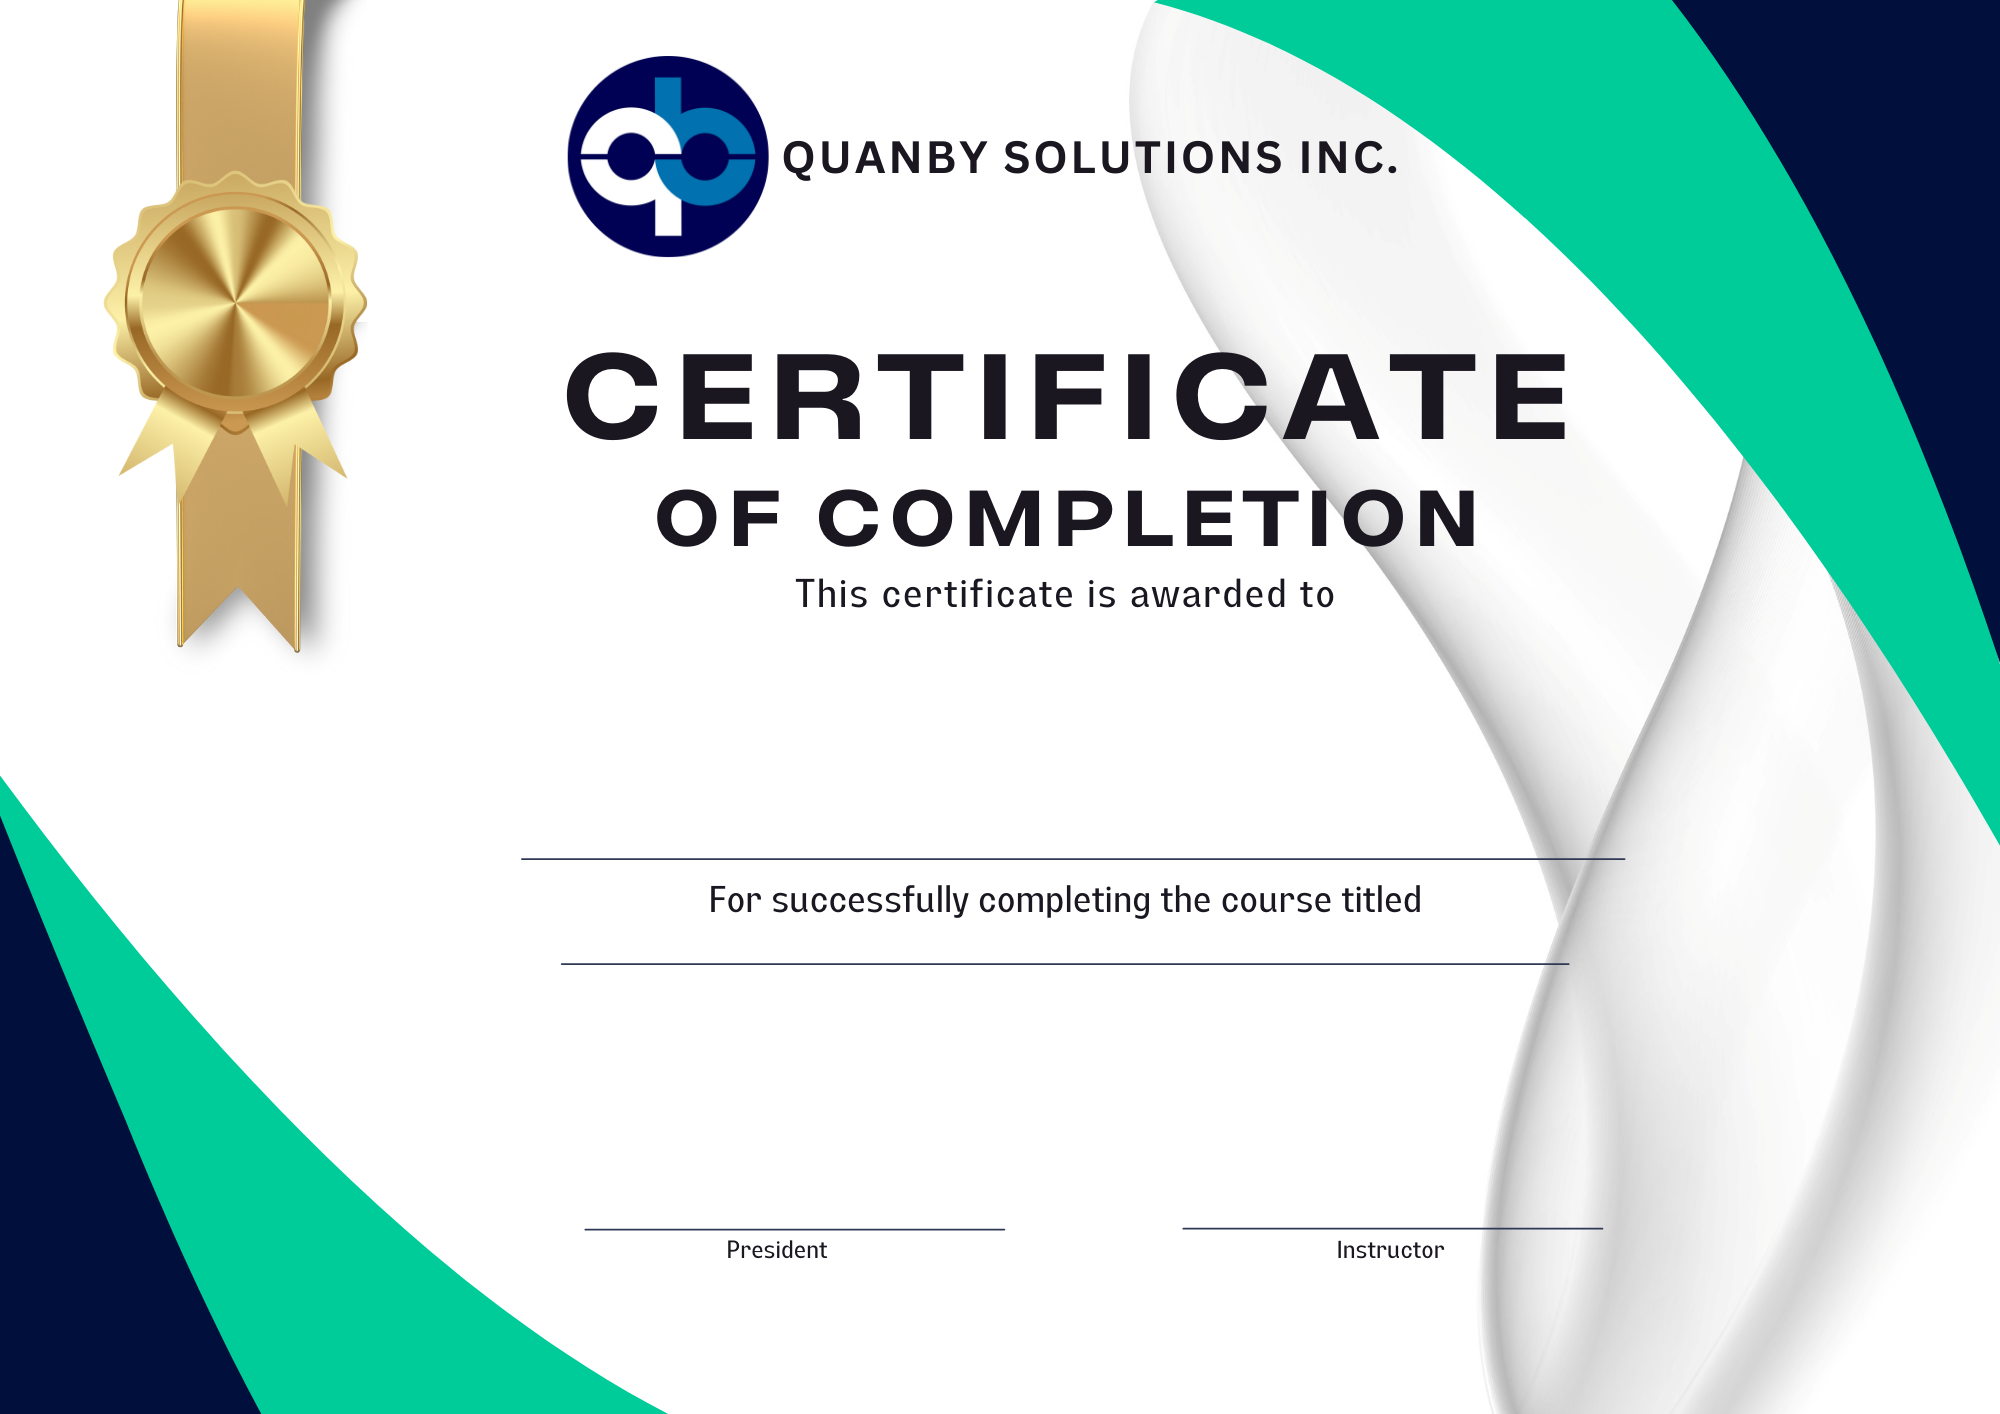 qb
QUANBY SOLUTIONS INC.
CERTIFICATE
OF COMPLETION
This certificate is awarded to
For successfully completing the course titled
President
Instructor